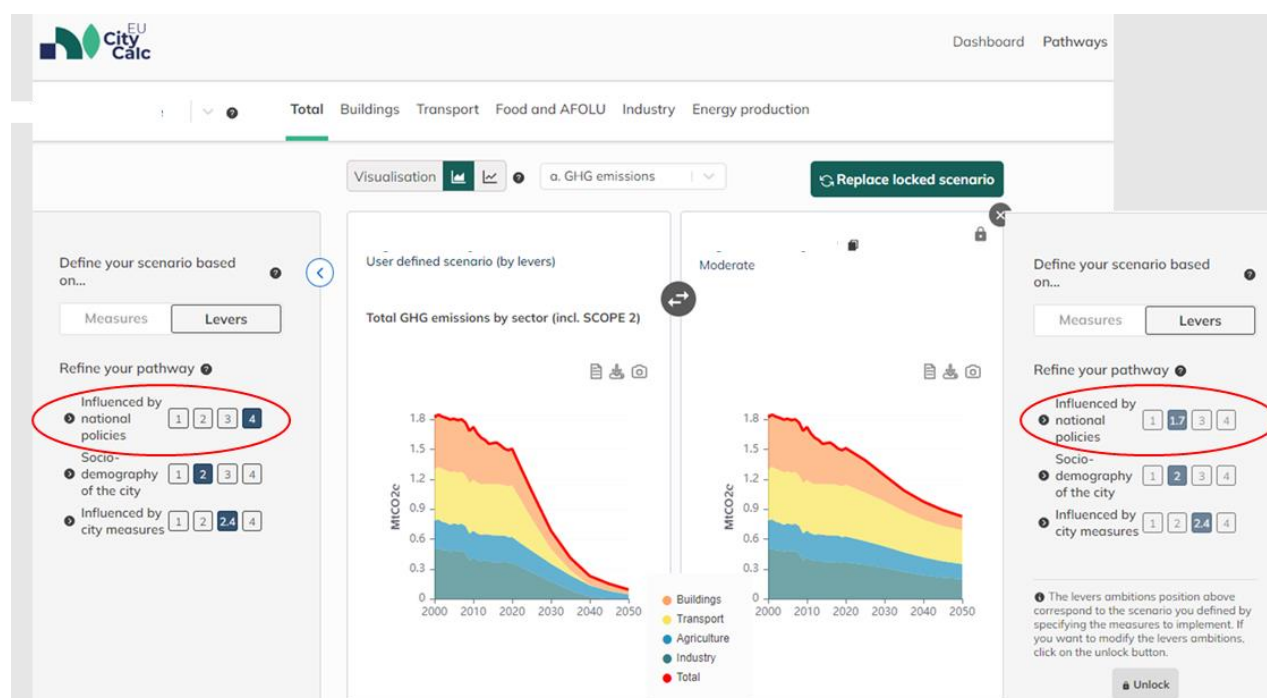 EU
City
Calc
Dashboard Pathways
Total Buildings Transport Food and AFOLU Industry Energy production
Visualisation a. GHG emissions Replace locked scenario
Define your scenario based
on...
Measures Levers
Refine your pathway
Influenced by
national
policies
1 2 3 4
Socio-
demography
of the city
1 2 3 4
Influenced by
city measures
1 2 2.4 4
User defined scenario (by levers)
Total GHG emissions by sector (incl. SCOPE 2)
MtCO2e
1.8
1.5
1.2
0.9
0.6
0.3
0
2000 2010 2020 2030 2040 2050
Buildings
Transport
Agriculture
Industry
Total
Moderate
MtCO2e
1.8
1.5
1.2
0.9
0.6
0.3
0
2000 2010 2020 2030 2040 2050
Define your scenario based
on...
Measures Levers
Refine your pathway
Influenced by
national
policies
1 1.7 3 4
Socio-
demography
of the city
1 2 3 4
Influenced by
city measures
1 2 2.4 4
The levers ambitions position above
correspond to the scenario you defined by
specifying the measures to implement. If
you want to modify the levers ambitions,
click on the unlock button.
Unlock